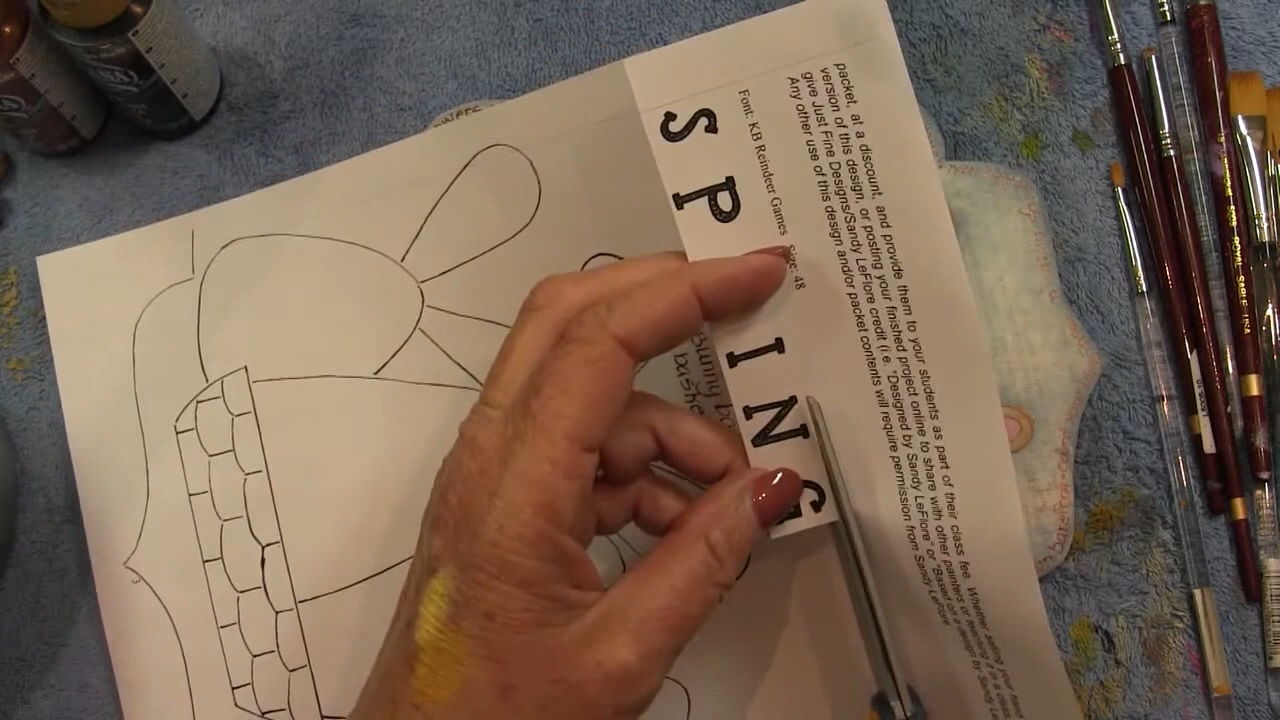 packet, at a discount, and provide them to your students as part of their class fee. Whether selling your
version of this design, or posting your finished project online to share with other painters or teaching it in a class
give Just Fine Designs/Sandy LeFlore credit (i.e. "Designed by Sandy LeFlore" or "Based on a design by Sandy
Any other use of this design and/or packet contents will require permission from Sandy LeFlore
Font: KB Reindeer Games Size: 48
S P I N G
Bunny